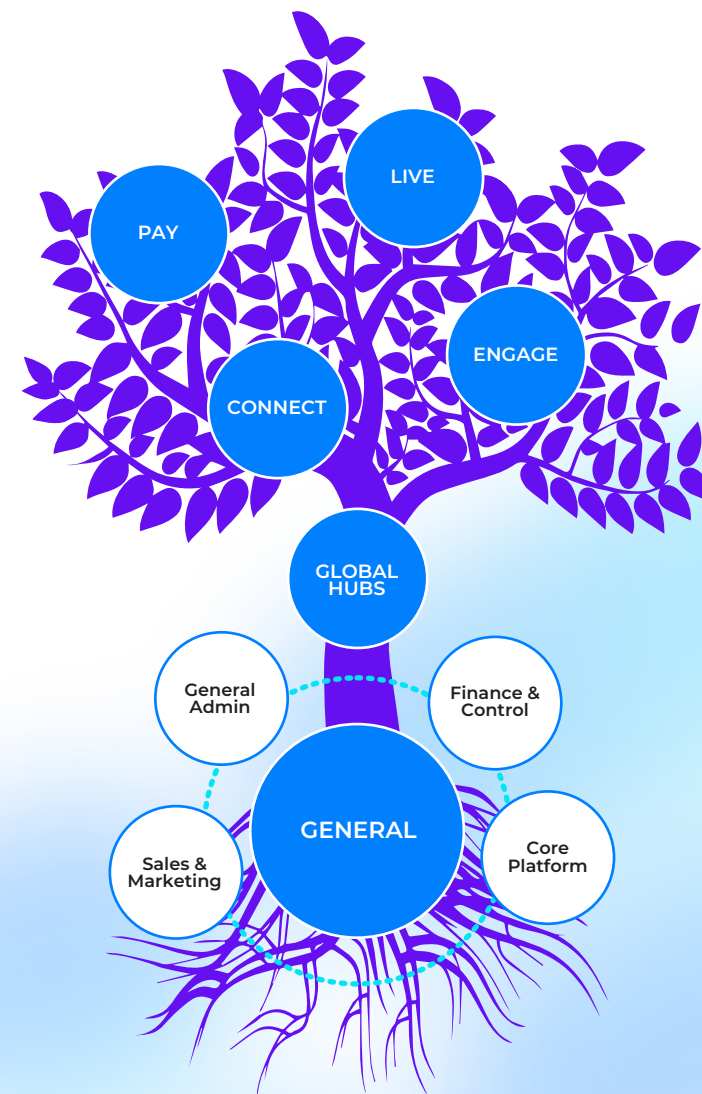 LIVE
PAY
ENGAGE
CONNECT
GLOBAL
HUBS
General
Admin
Finance &
Control
GENERAL
Sales &
Marketing
Core
Platform